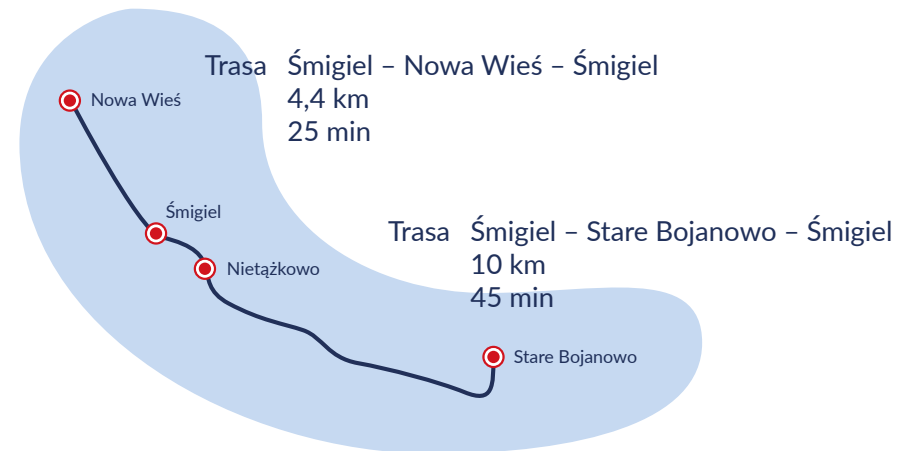 Trasa Śmigiel – Nowa Wieś – Śmigiel
4,4 km
25 min
Nowa Wieś
Śmigiel
Trasa Śmigiel – Stare Bojanowo – Śmigiel
10 km
45 min
Nietążkowo
Stare Bojanowo